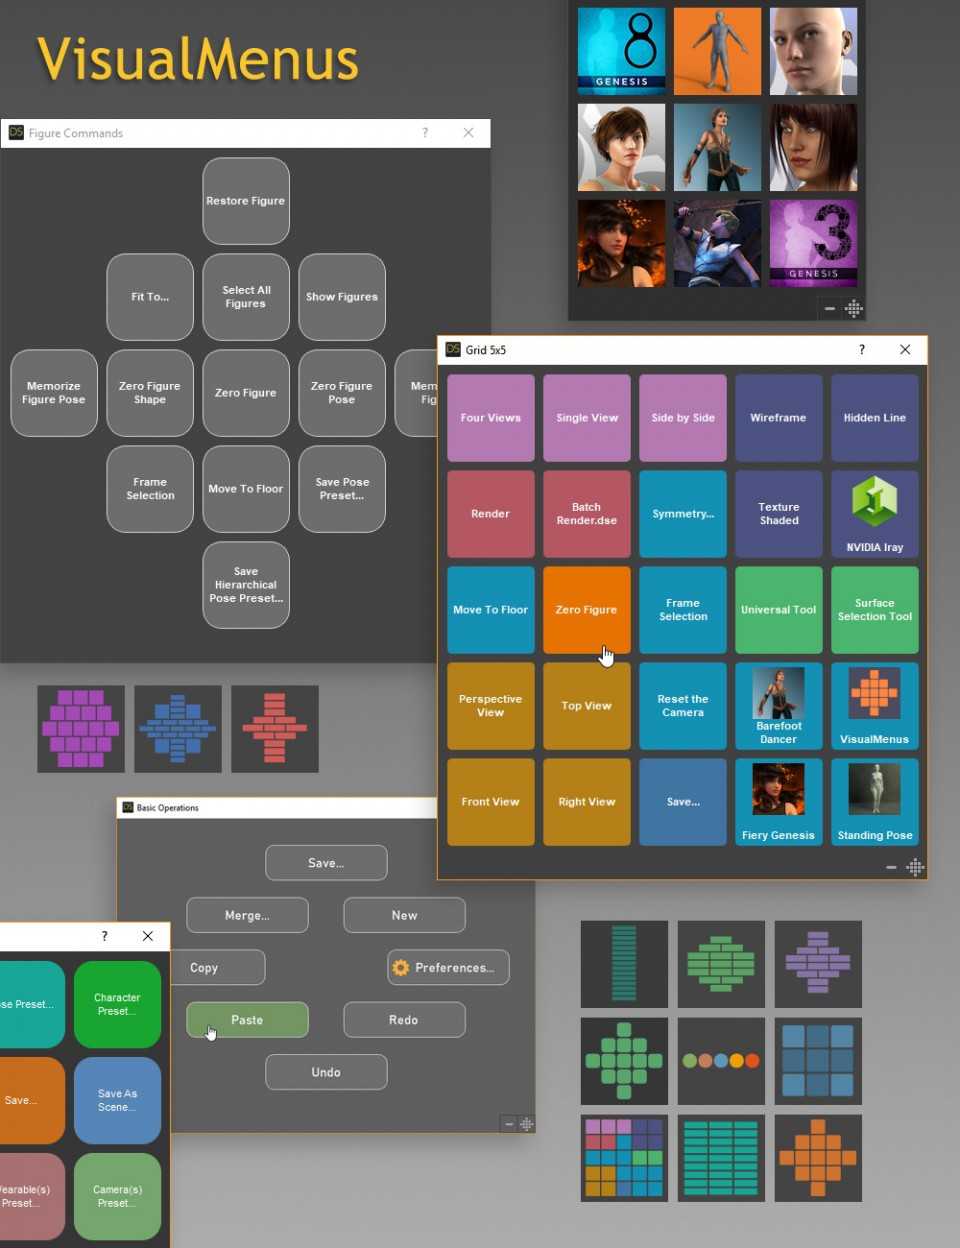 VisualMenus
8
GENESIS
3
GENESIS
DS Figure Commands ?
Restore Figure
Fit To...
Select All
Figures
Show Figures
Memorize
Figure Pose
Zero Figure
Shape
Zero Figure
Zero Figure
Pose
Mem
Fig
Frame
Selection
Move To Floor
Save Pose
Preset...
Save
Hierarchical
Pose Preset...
DS Grid 5x5 ?
Four Views
Single View
Side by Side
Wireframe
Hidden Line
Render
Batch
Render.dse
Symmetry...
Texture
Shaded
NVIDIA Iray
Move To Floor
Zero Figure
Frame
Selection
Universal Tool
Surface
Selection Tool
Perspective
View
Top View
Reset the
Camera
Barefoot
Dancer
VisualMenus
Front View
Right View
Save...
Fiery Genesis
Standing Pose
DS Basic Operations
Save...
Merge...
New
Copy
Preferences...
Paste
Redo
Undo
?
se Preset...
Character
Preset...
Save...
Save As
Scene...
earable(s)
Preset...
Camera(s)
Preset...